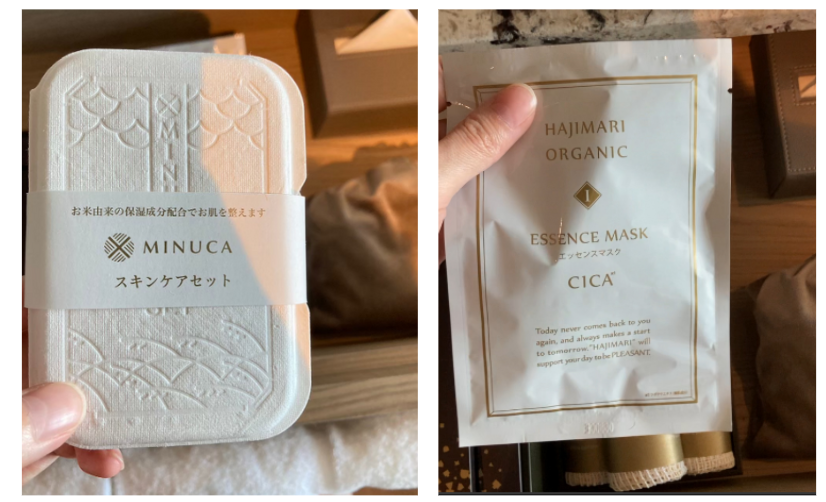 お米由来の保湿成分配合でお肌を整えます
MINUCA
スキンケアセット
HAJIMARI
ORGANIC
1
ESSENCE MASK
エッセンスマスク
CICA
Today never comes back to you
again, and always makes a start
to tomorrow."HAJIMARI" will
support your day to be PLEASANT